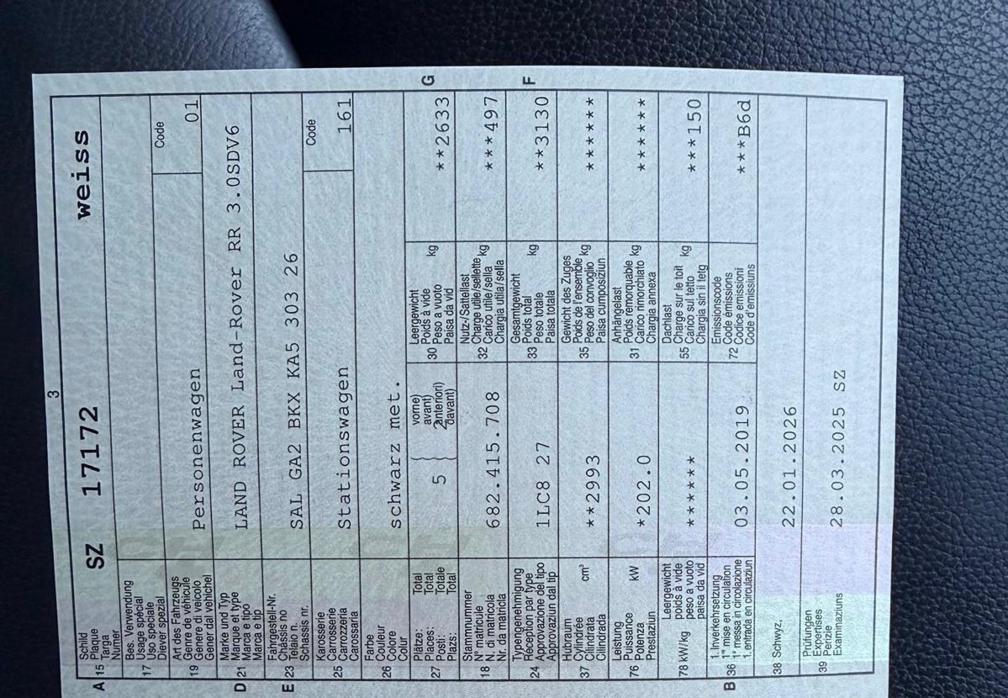 3
A 15 Schild
Plaque
Targa
Numer
SZ 17172 weiss
17 Bes. Verwendung
Usage spécial
Uso speciale
Diever spezial
19 Art des Fahrzeugs
Genre de véhicule
Genere di veicolo
Gener dal vehichel
Personenwagen
Code
01
D 21 Marke und Typ
Marque et type
Marca e tipo
Marca e tip
LAND ROVER Land-Rover RR 3.0SDV6
E 23 Fahrgestell-Nr.
Châssis no
Telaio n.
Schassis nr.
SAL GA2 BKX KA5 303 26
25 Karosserie
Carrosserie
Carrozzeria
Carossaria
Stationswagen
Code
161
26 Farbe
Couleur
Colore
Colur
schwarz met.
27 Plätze: Total
Places: Total
Posti: Totale
Plazs: Total
5
vorne)
avant)
2anteriori)
davant)
30 Leergewicht
Poids à vide
Peso a vuoto
Paisa da vid
kg
**2633
G
18 Stammnummer
N° matricule
N. di matricola
Nr. da matricla
682.415.708
32 Nutz-/Sattellast
Charge utile/sellette
Carico utile/sella
Chargia utila/sella
kg
***497
24 Typengenehmigung
Réception par type
Approvazione del tipo
Approvaziun dal tip
1LC8 27
33 Gesamtgewicht
Poids total
Peso totale
Paisa totala
kg
**3130
F
37 Hubraum
Cylindrée
Cilindrata
Cilindrada
cm³
**2993
35 Gewicht des Zuges
Poids de l'ensemble
Peso del convoglio
Paisa cumposiziun
kg
******
76 Leistung
Puissance
Potenza
Prestaziun
kW
*202.0
31 Anhängelast
Poids remorquable
Carico rimorchiato
Chargia annexa
kg
******
78 kW/kg
Leergewicht
poids à vide
peso a vuoto
paisa da vid
******
55 Dachlast
Charge sur le toit
Carico sul tetto
Chargia sin il tetg
kg
***150
B 36 1. Inverkehrsetzung
1re mise en circulation
1a messa in circolazione
1. entrada en circulaziun
03.05.2019
72 Emissionscode
Code émissions
Codice emissioni
Code d'emissiuns
***B6d
38 Schwyz,
22.01.2026
39 Prüfungen
Expertises
Perizie
Examinaziuns
28.03.2025 SZ